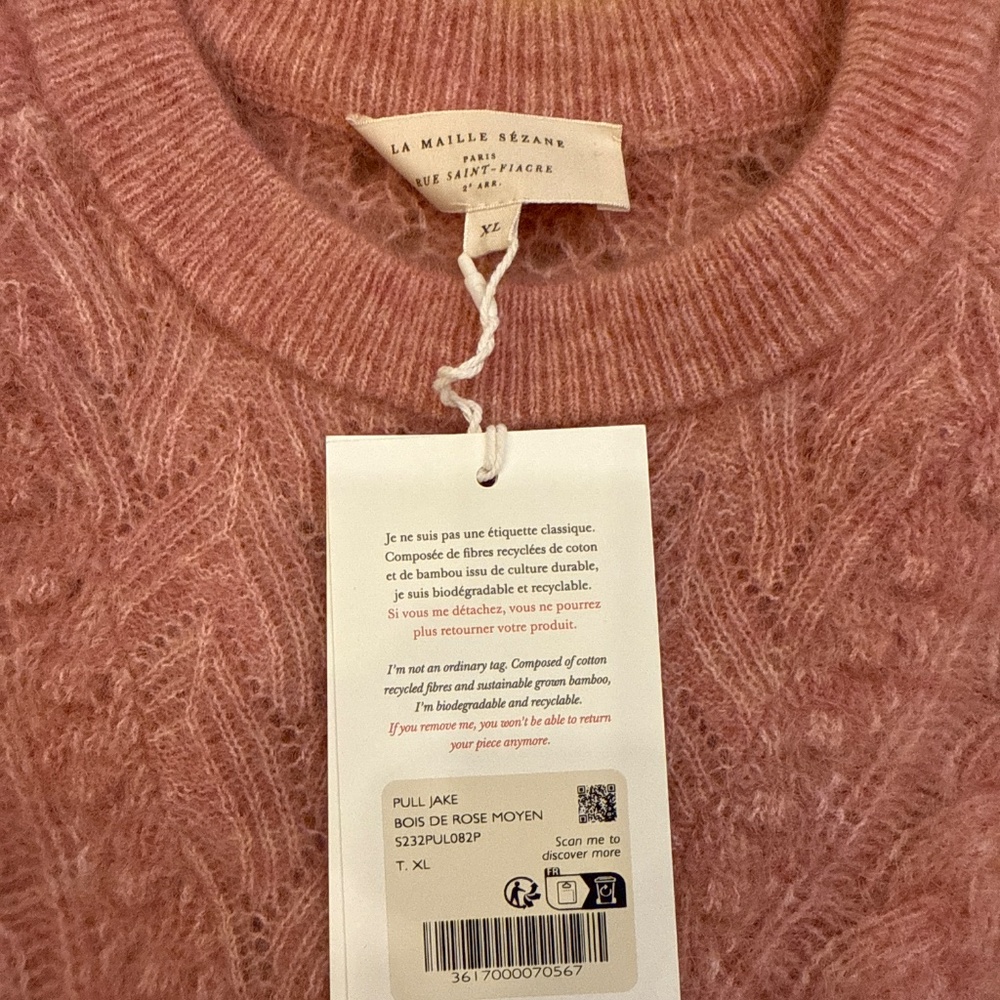 LA MAILLE SÉZANE
PARIS
RUE SAINT-FIACRE
2e ARR.
XL
Je ne suis pas une étiquette classique.
Composée de fibres recyclées de coton
et de bambou issu de culture durable,
je suis biodégradable et recyclable.
Si vous me détachez, vous ne pourrez
plus retourner votre produit.
I'm not an ordinary tag. Composed of cotton
recycled fibres and sustainable grown bamboo,
I'm biodegradable and recyclable.
If you remove me, you won't be able to return
your piece anymore.
PULL JAKE
BOIS DE ROSE MOYEN
S232PUL082P
T. XL
Scan me to
discover more
FR
3617000070567